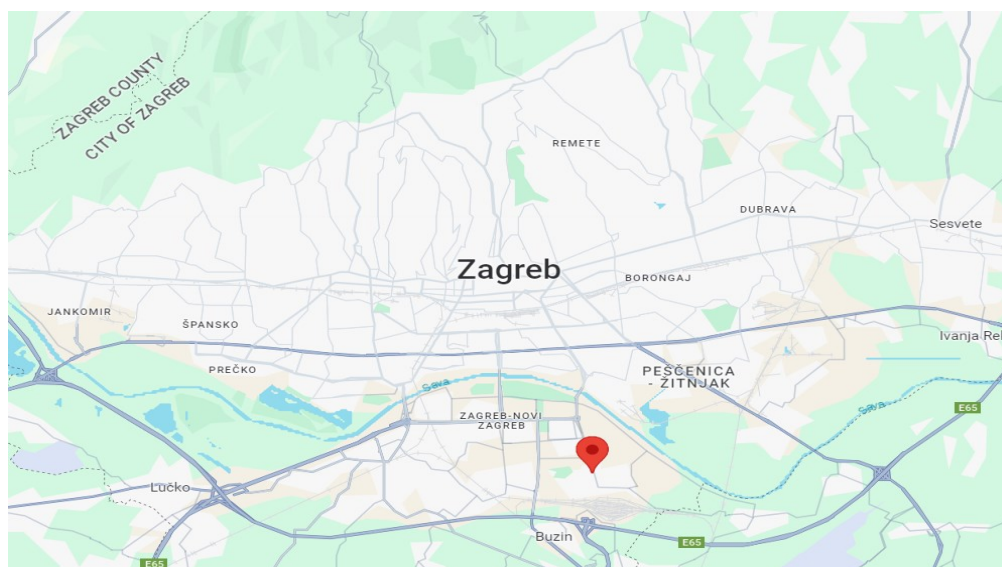 ZAGREB COUNTY
CITY OF ZAGREB
REMETE
DUBRAVA
Sesvete
Zagreb
BORONGAJ
JANKOMIR
ŠPANSKO
Ivanja Rel
PREČKO
PEŠČENICA
- ŽITNJAK
Sava
Sava
E65
ZAGREB-NOVI
ZAGREB
Lučko
Buzin
E65
E65